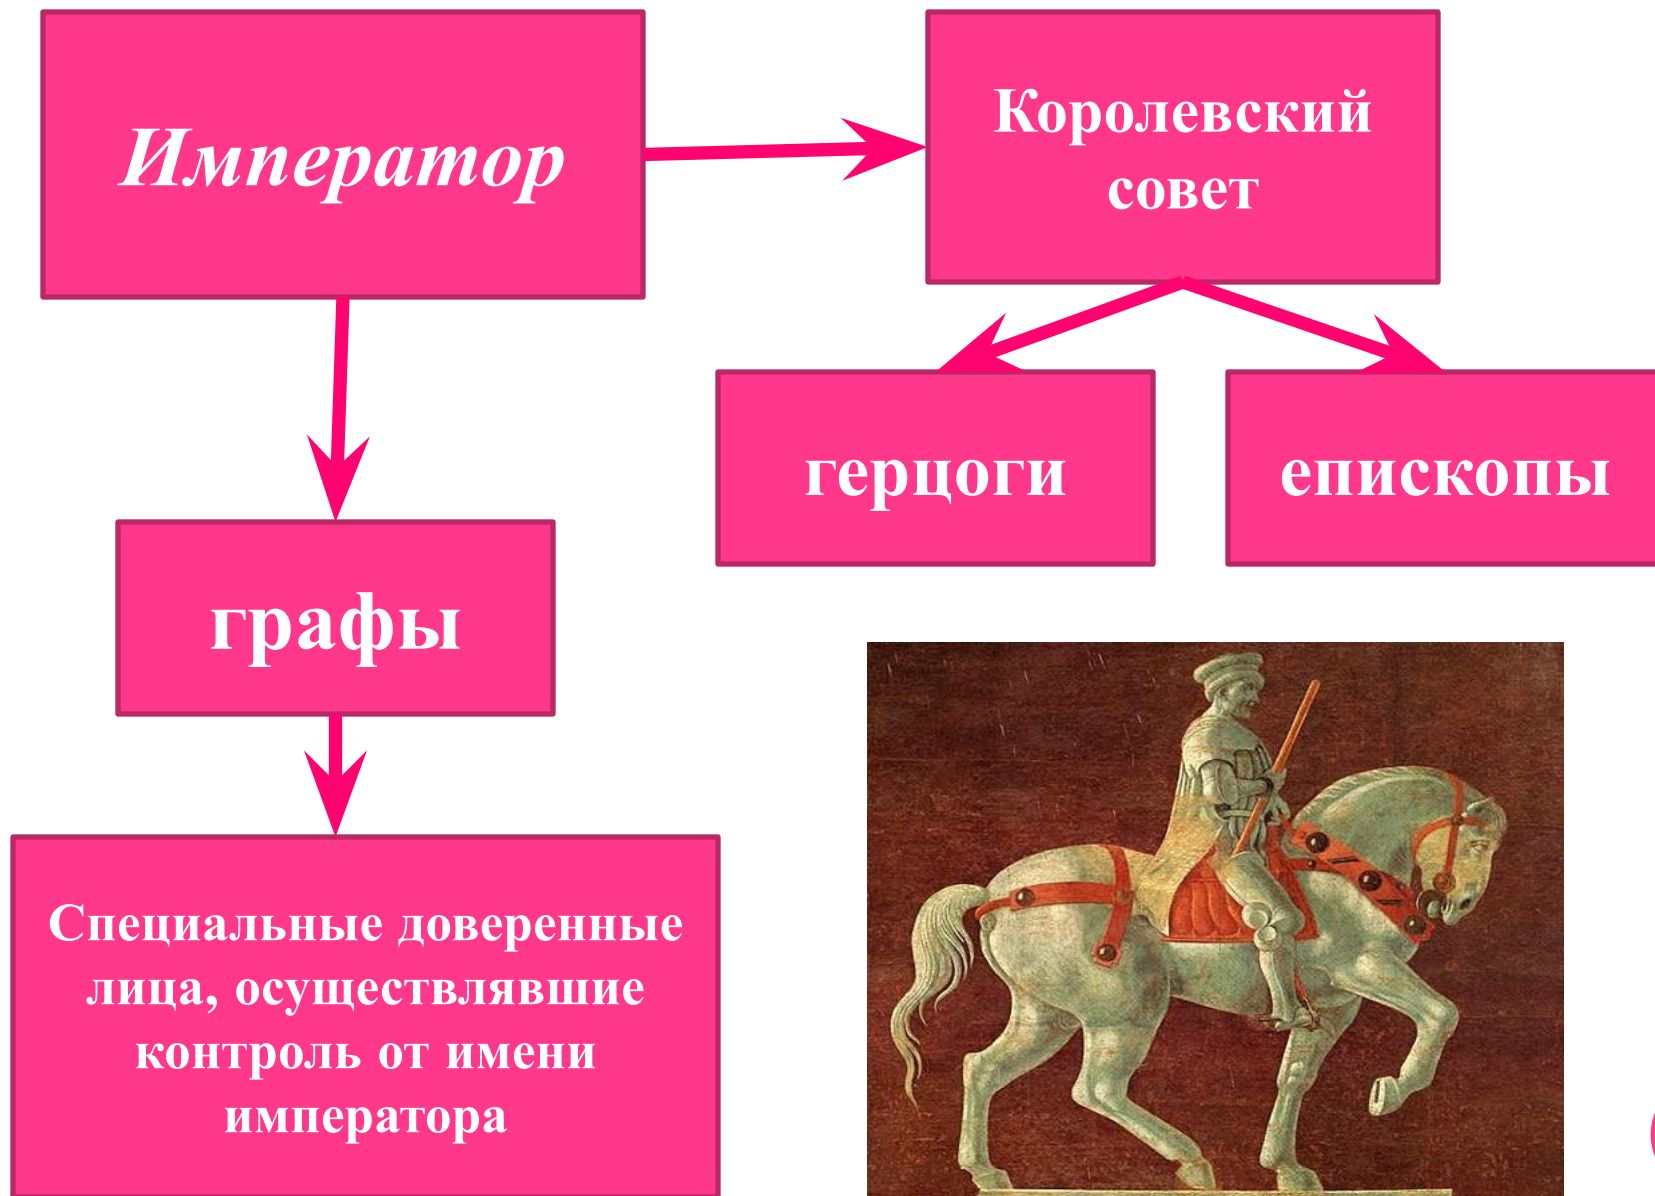 Император
Королевский
совет
герцоги
епископы
графы
Специальные доверенные
лица, осуществлявшие
контроль от имени
императора